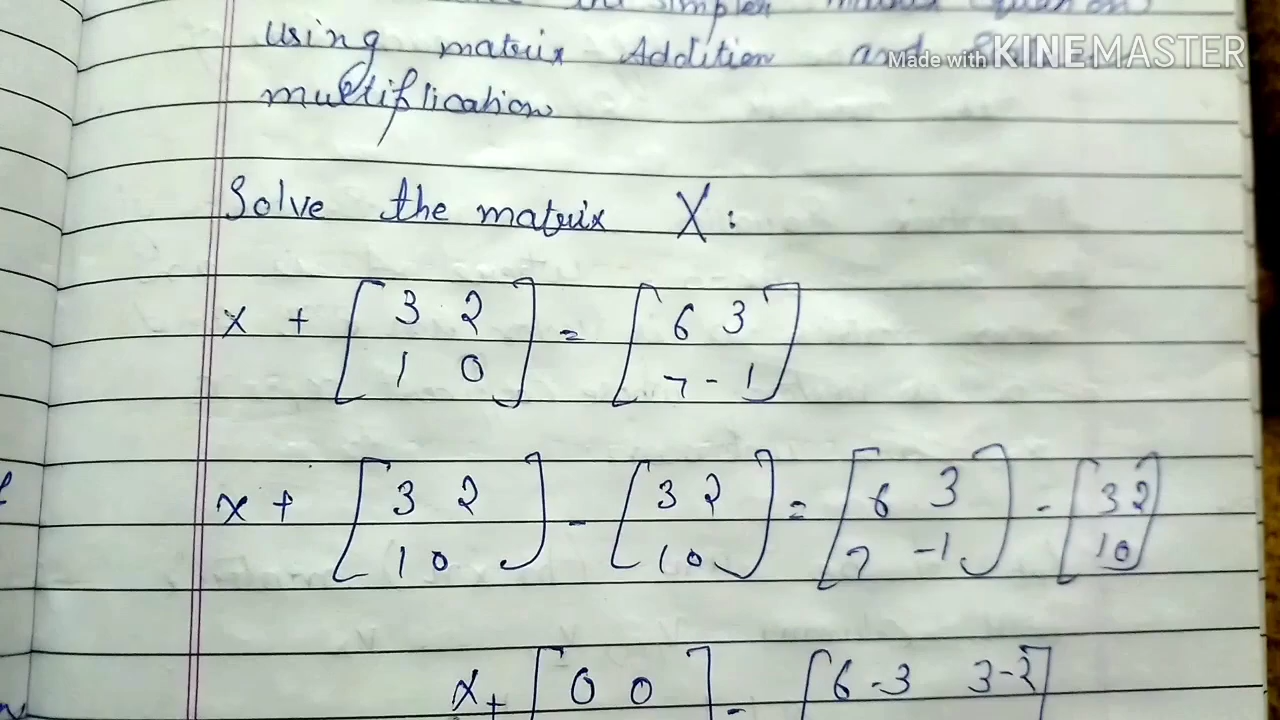 the simpler
using matrix Addition and
Made with KINEMASTER
multiplication
Solve the matrix X:
x + [3 2 = [6 3
1 0] 7 -1]
x + [3 2 - [3 2 = [6 3 - [3 2
1 0] 1 0] 7 -1] 1 0]
x + [0 0] = [6-3 3-2]